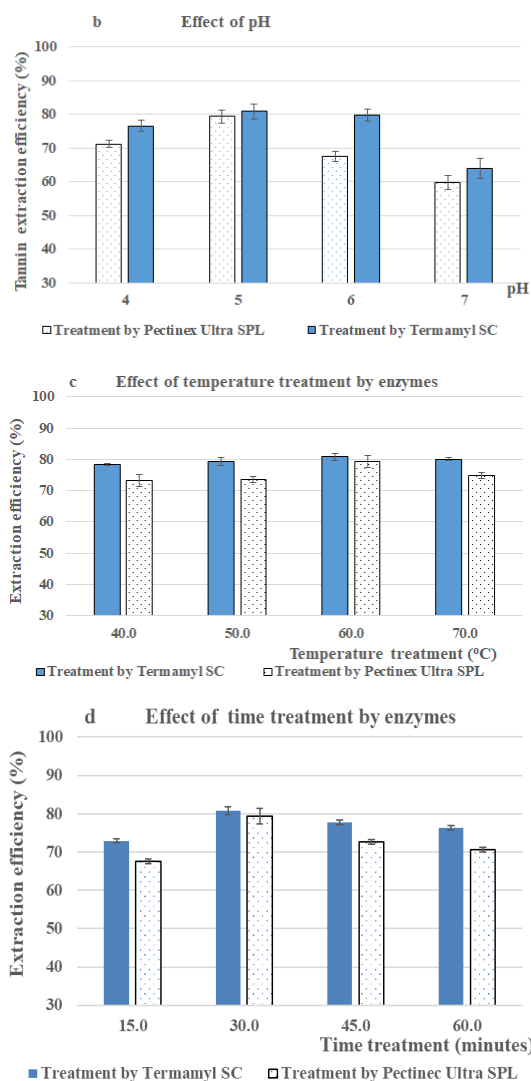 b Effect of pH
Tannin extraction efficiency (%)
100
90
80
70
60
50
40
30
4 5 6 7 pH
Treatment by Pectinex Ultra SPL Treatment by Termamyl SC
c Effect of temperature treatment by enzymes
Extraction efficiency (%)
100
90
80
70
60
50
40
30
40.0 50.0 60.0 70.0
Temperature treatment (ºC)
Treatment by Termamyl SC Treatment by Pectinex Ultra SPL
d Effect of time treatment by enzymes
Extraction efficiency (%)
100
90
80
70
60
50
40
30
15.0 30.0 45.0 60.0
Time treatment (minutes)
Treatment by Termamyl SC Treatment by Pectinec Ultra SPL